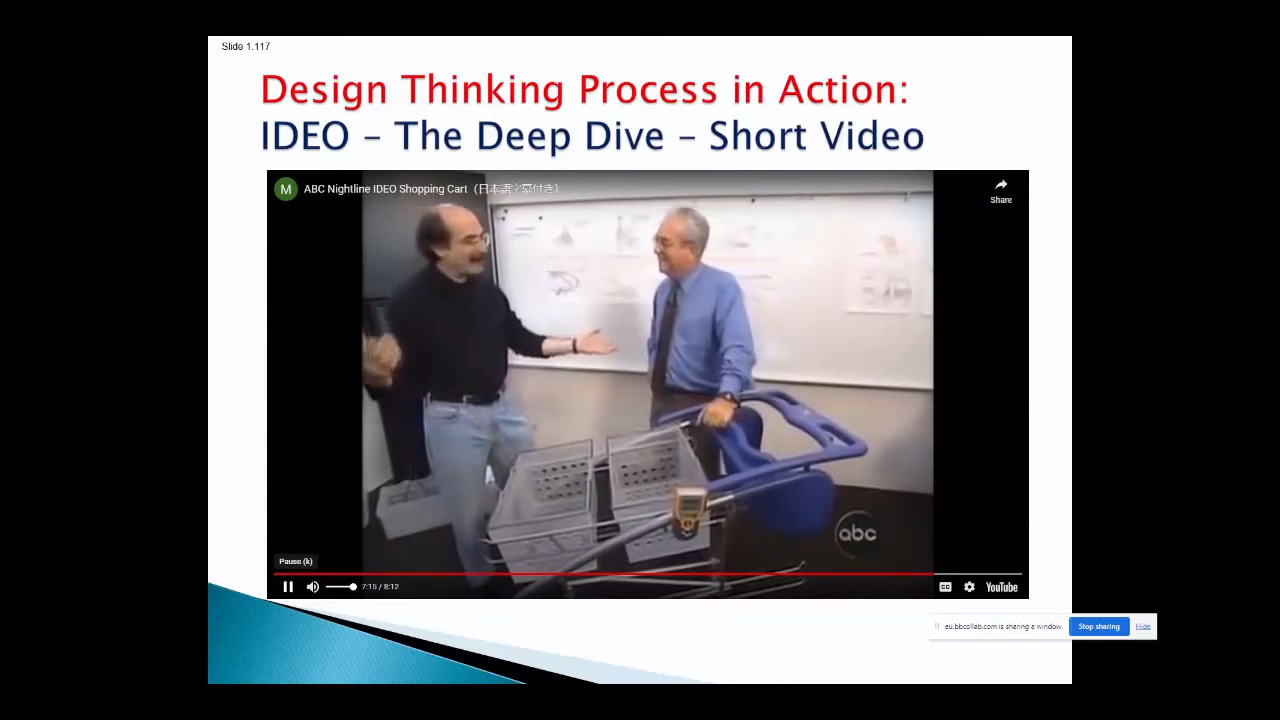 Slide 1.117
Design Thinking Process in Action:
IDEO – The Deep Dive – Short Video
M ABC Nightline IDEO Shopping Cart（日本語字幕付き）
Share
abc
Pause (k)
7:15 / 8:12
CC
YouTube
eu.bbcollab.com is sharing a window. Stop sharing Hide